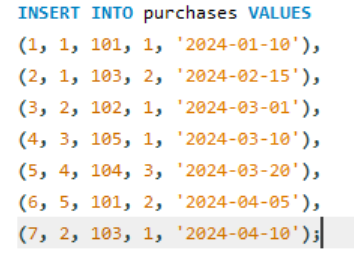 INSERT INTO purchases VALUES
(1, 1, 101, 1, '2024-01-10'),
(2, 1, 103, 2, '2024-02-15'),
(3, 2, 102, 1, '2024-03-01'),
(4, 3, 105, 1, '2024-03-10'),
(5, 4, 104, 3, '2024-03-20'),
(6, 5, 101, 2, '2024-04-05'),
(7, 2, 103, 1, '2024-04-10');